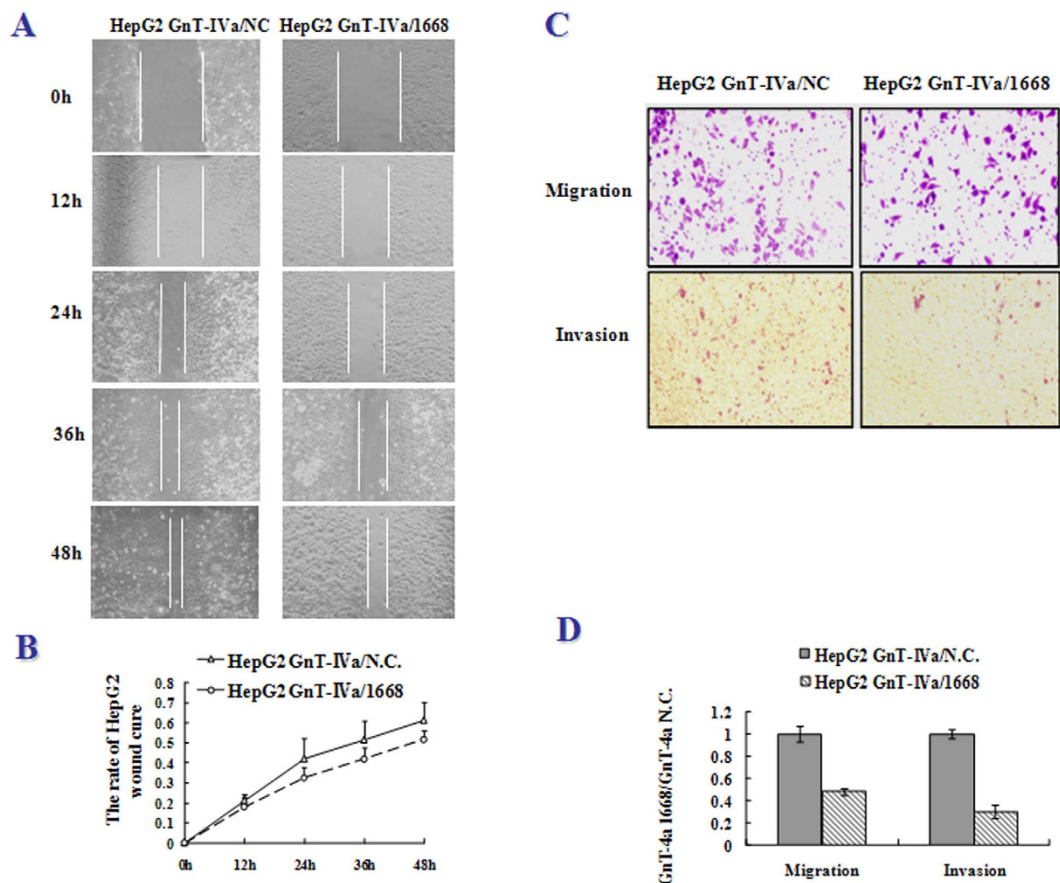 A
HepG2 GnT-IVa/NC HepG2 GnT-IVa/1668
0h
12h
24h
36h
48h
B
HepG2 GnT-IVa/N.C.
HepG2 GnT-IVa/1668
The rate of HepG2
wound cure
0.8
0.7
0.6
0.5
0.4
0.3
0.2
0.1
0
0h 12h 24h 36h 48h
C
HepG2 GnT-IVa/NC HepG2 GnT-IVa/1668
Migration
Invasion
D
HepG2 GnT-IVa/N.C.
HepG2 GnT-IVa/1668
GnT-4a 1668/GnT-4a N.C.
1.2
1
0.8
0.6
0.4
0.2
0
Migration Invasion